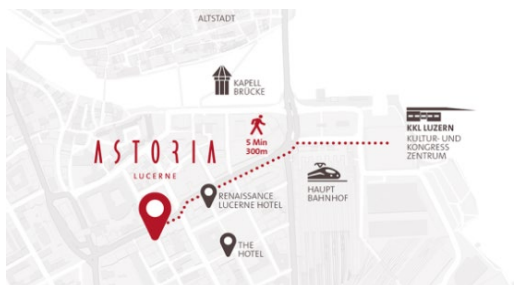 ALTSTADT
KAPELL
BRÜCKE
KKL LUZERN
KULTUR- UND
KONGRESS
ZENTRUM
5 Min
300m
ASTORIA
LUCERNE
HAUPT
BAHNHOF
RENAISSANCE
LUCERNE HOTEL
THE
HOTEL